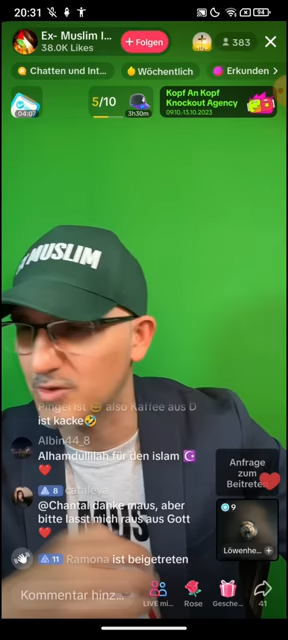 20:31
94
Ex- Muslim I...
38.0K Likes
+ Folgen
383
Chatten und Int...
Wöchentlich
Erkunden
04:07
5/10
3h30m
Kopf An Kopf
Knockout Agency
09.10.-13.10.2023
MUSLIM
also Kaffee aus D
ist kacke🤣
Albin44_8
Alhamdulillah für den islam ☪️
❤️
8 cataleya
@Chantal danke maus, aber
bitte lasst mich raus aus Gott
❤️
11 Ramona ist beigetreten
Anfrage
zum
Beitrete
9
Löwenhe...
Kommentar hinz...
LIVE mi...
Rose
Gesche...
41